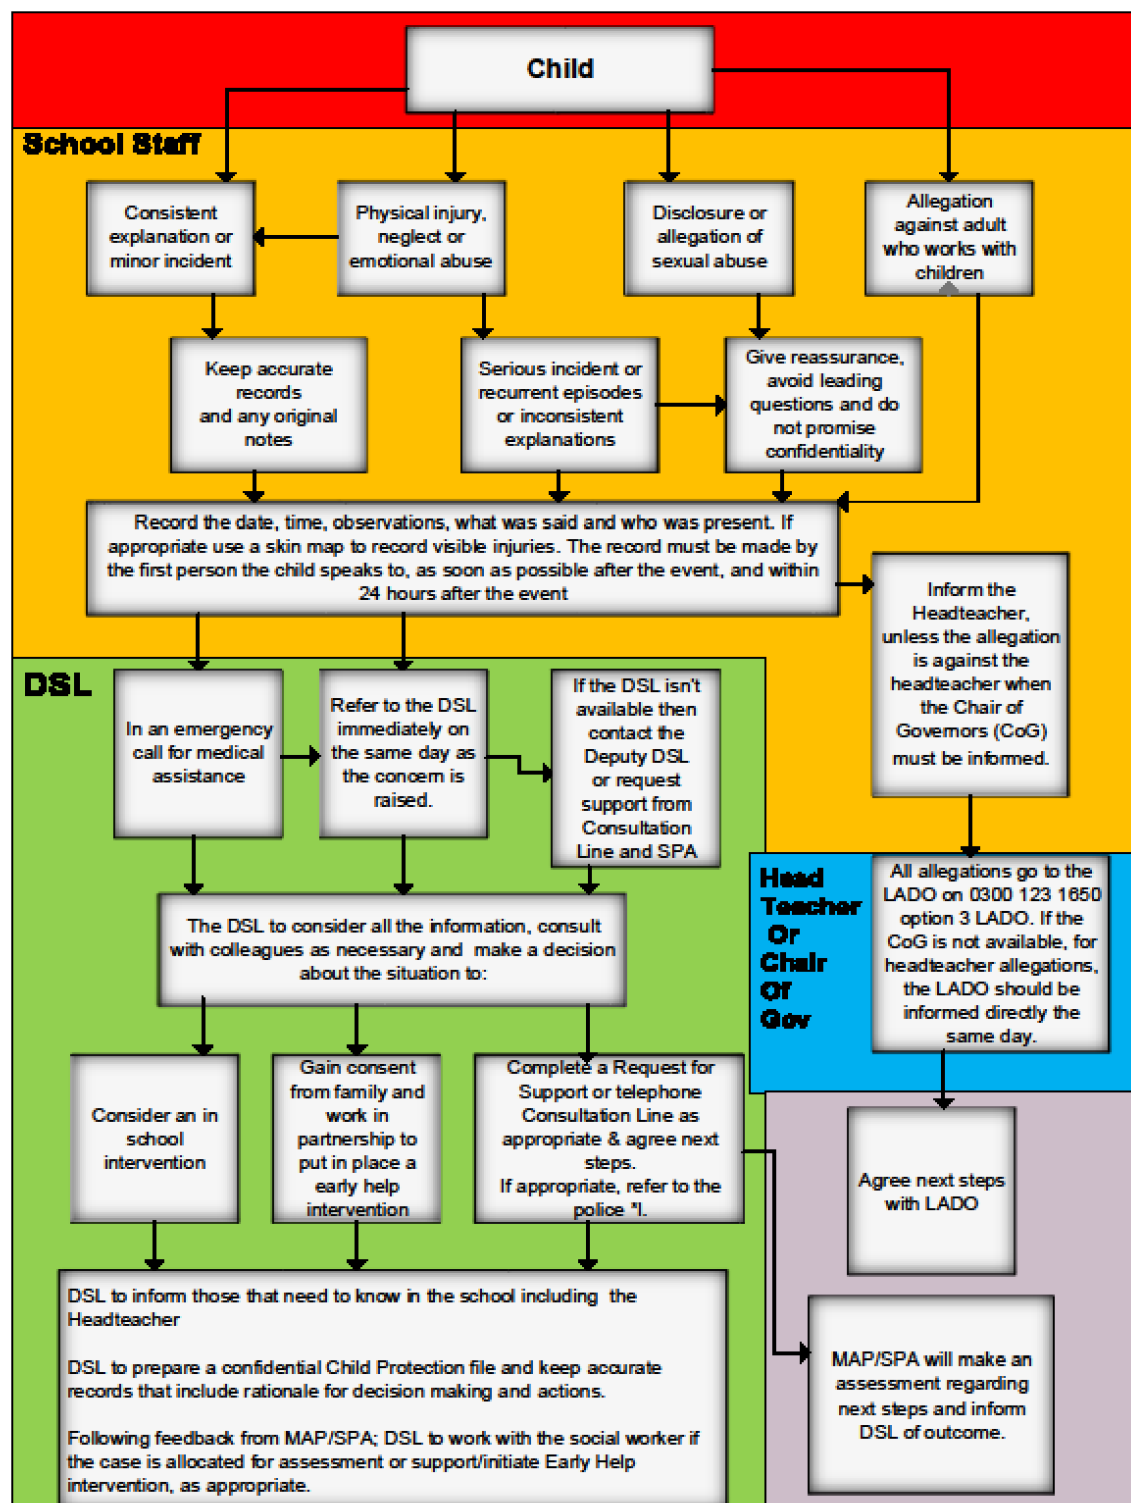 Child
School Staff
Consistent
explanation or
minor incident
Physical injury,
neglect or
emotional abuse
Disclosure or
allegation of
sexual abuse
Allegation
against adult
who works with
children
Keep accurate
records
and any original
notes
Serious incident or
recurrent episodes
or inconsistent
explanations
Give reassurance,
avoid leading
questions and do
not promise
confidentiality
Record the date, time, observations, what was said and who was present. If
appropriate use a skin map to record visible injuries. The record must be made by
the first person the child speaks to, as soon as possible after the event, and within
24 hours after the event
Inform the
Headteacher,
unless the allegation
is against the
headteacher when
the Chair of
Governors (CoG)
must be informed.
DSL
In an emergency
call for medical
assistance
Refer to the DSL
immediately on
the same day as
the concern is
raised.
If the DSL isn't
available then
contact the
Deputy DSL
or request
support from
Consultation
Line and SPA
Head
Teacher
Or
Chair
Of
Gov
All allegations go to the
LADO on 0300 123 1650
option 3 LADO. If the
CoG is not available, for
headteacher allegations,
the LADO should be
informed directly the
same day.
The DSL to consider all the information, consult
with colleagues as necessary and make a decision
about the situation to:
Consider an in
school
intervention
Gain consent
from family and
work in
partnership to
put in place a
early help
intervention
Complete a Request for
Support or telephone
Consultation Line as
appropriate & agree next
steps.
If appropriate, refer to the
police *I.
Agree next steps
with LADO
DSL to inform those that need to know in the school including the
Headteacher
DSL to prepare a confidential Child Protection file and keep accurate
records that include rationale for decision making and actions.
Following feedback from MAP/SPA; DSL to work with the social worker if
the case is allocated for assessment or support/initiate Early Help
intervention, as appropriate.
MAP/SPA will make an
assessment regarding
next steps and inform
DSL of outcome.